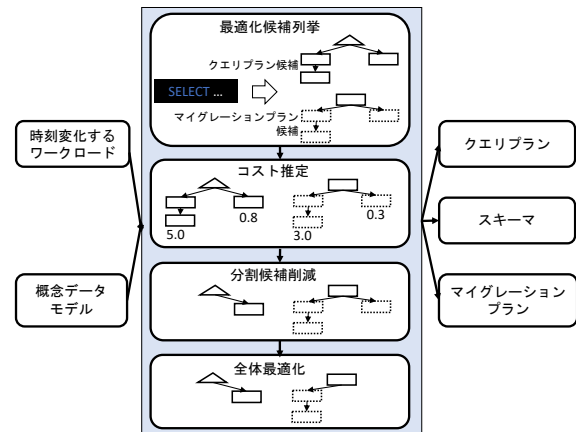 最適化候補列挙
クエリプラン候補
SELECT ...
マイグレーションプラン
候補
時刻変化する
ワークロード
概念データ
モデル
コスト推定
5.0
0.8
3.0
0.3
分割候補削減
全体最適化
クエリプラン
スキーマ
マイグレーション
プラン